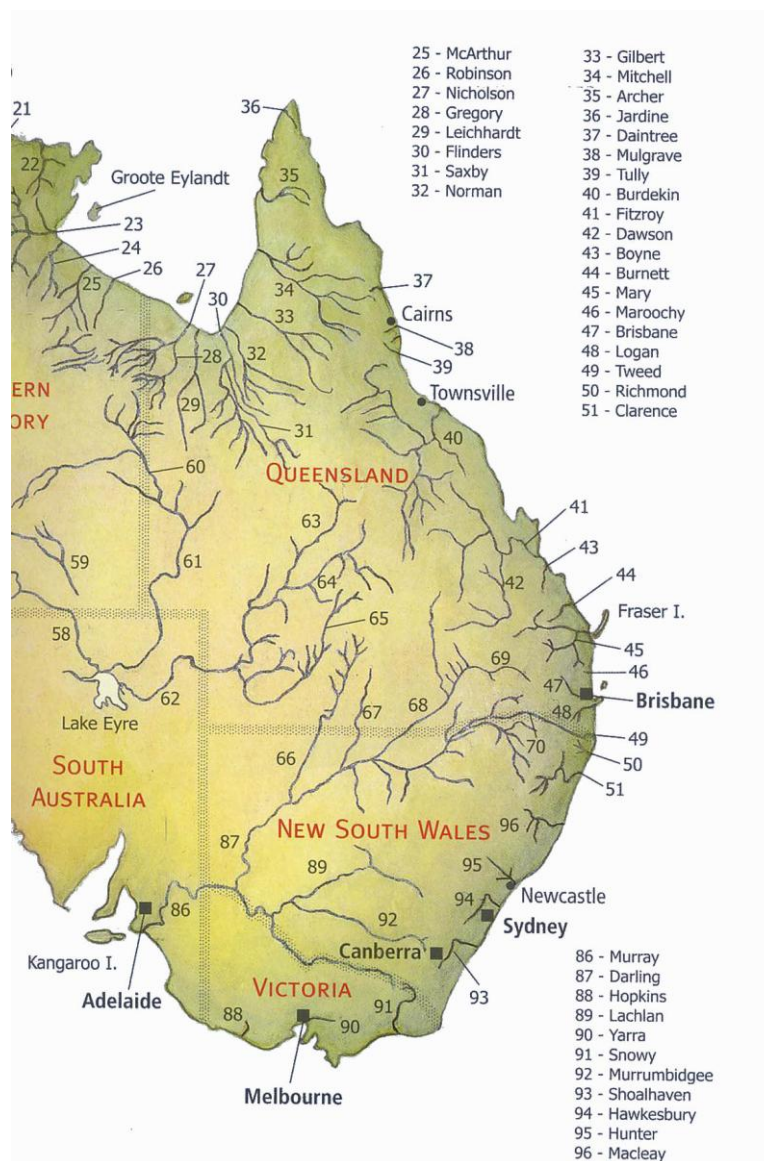 25 - McArthur
26 - Robinson
27 - Nicholson
28 - Gregory
29 - Leichhardt
30 - Flinders
31 - Saxby
32 - Norman
33 - Gilbert
34 - Mitchell
35 - Archer
36 - Jardine
37 - Daintree
38 - Mulgrave
39 - Tully
40 - Burdekin
41 - Fitzroy
42 - Dawson
43 - Boyne
44 - Burnett
45 - Mary
46 - Maroochy
47 - Brisbane
48 - Logan
49 - Tweed
50 - Richmond
51 - Clarence
21
36
22
Groote Eylandt
35
23
24
25
26
27
30
34
37
33
Cairns
28
32
38
39
29
Townsville
ERN
ORY
31
40
60
QUEENSLAND
63
41
59
61
43
64
42
44
Fraser I.
58
65
45
69
46
62
68
47
Brisbane
Lake Eyre
67
48
49
70
66
50
SOUTH
AUSTRALIA
51
87
NEW SOUTH WALES
96
89
95
86
94
Newcastle
92
Sydney
Kangaroo I.
Canberra
Adelaide
VICTORIA
93
88
90
91
Melbourne
86 - Murray
87 - Darling
88 - Hopkins
89 - Lachlan
90 - Yarra
91 - Snowy
92 - Murrumbidgee
93 - Shoalhaven
94 - Hawkesbury
95 - Hunter
96 - Macleay